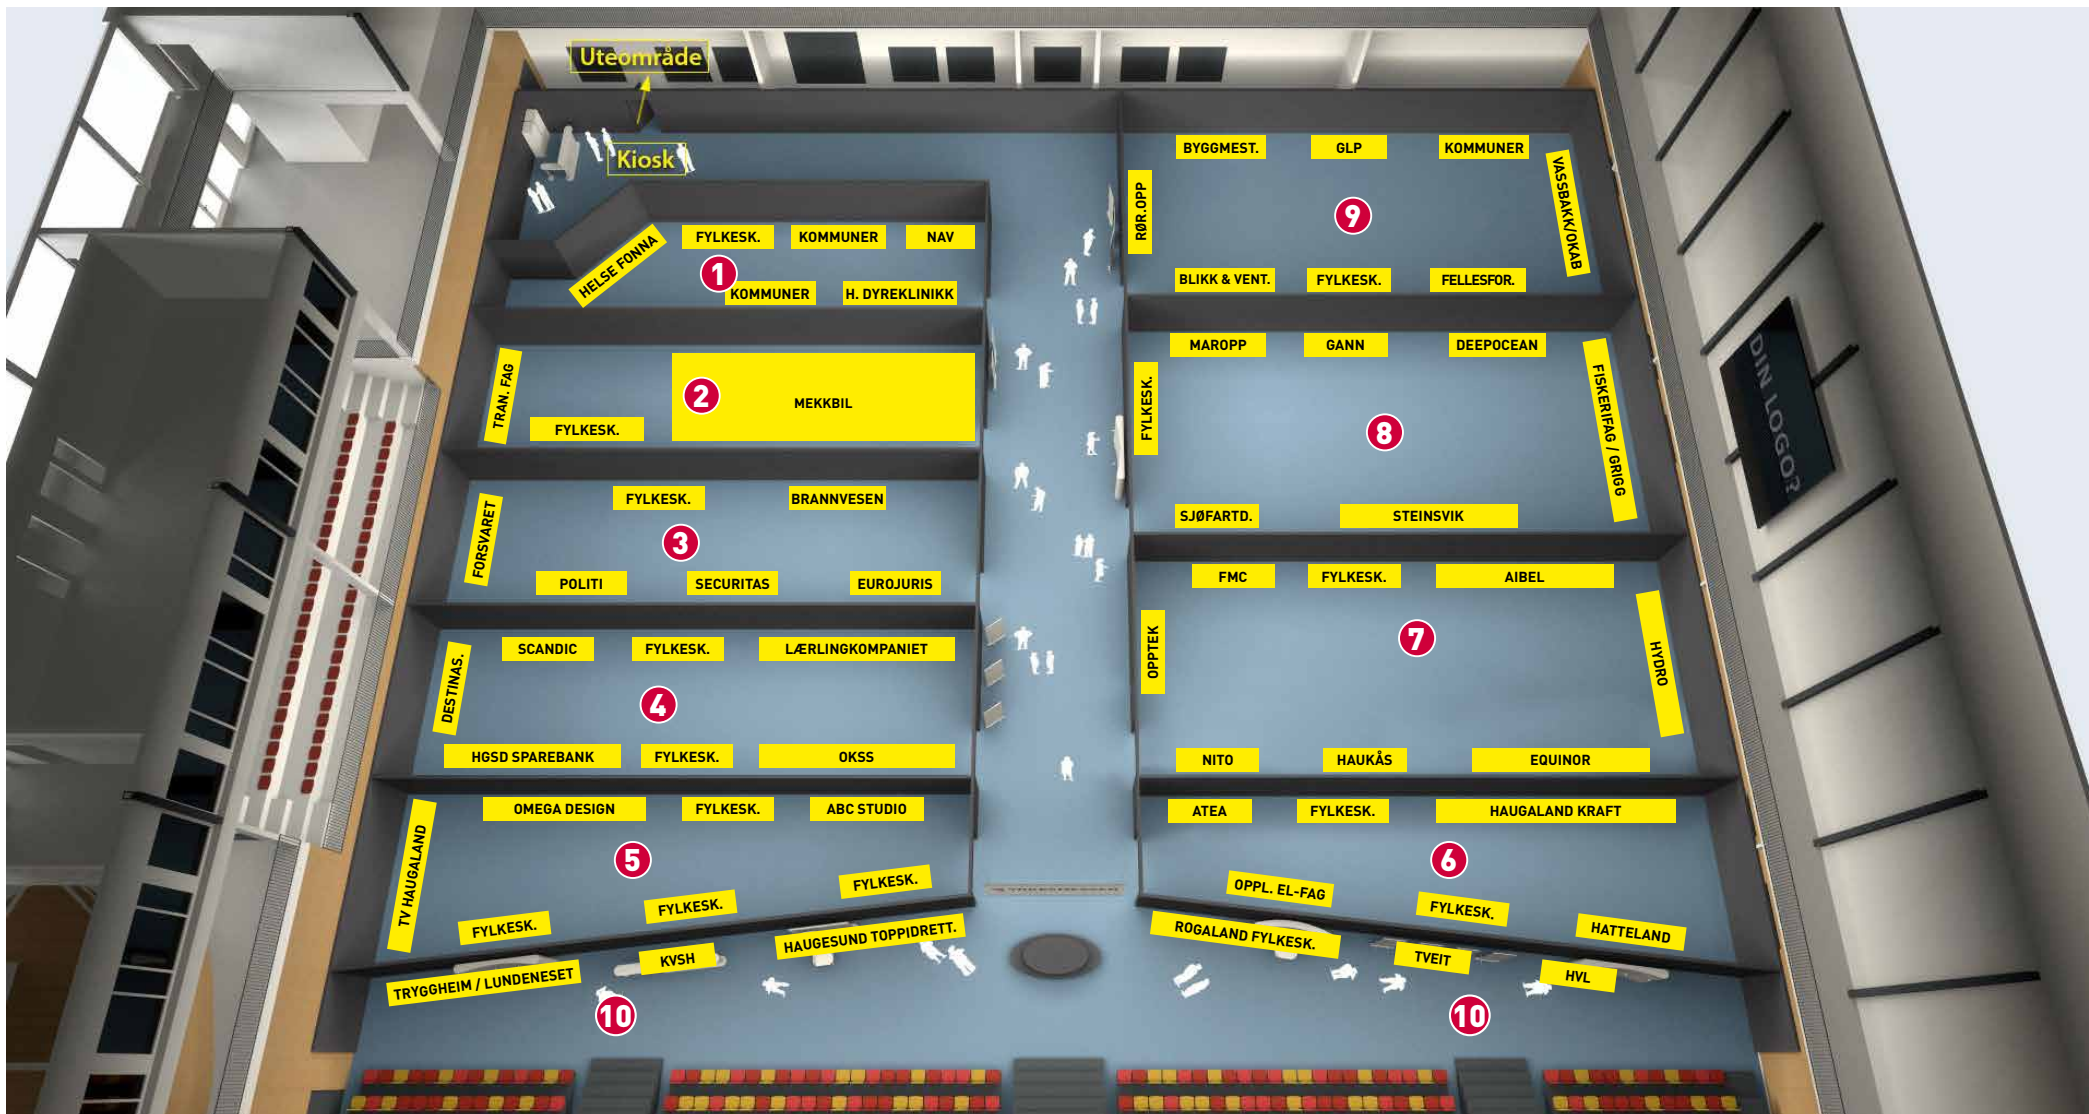 Uteområde
Kiosk
HELSE FONNA
FYLKESK.
KOMMUNER
NAV
1
KOMMUNER
H. DYREKLINIKK
TRAN. FAG
FYLKESK.
2
MEKKBIL
FORSVARET
FYLKESK.
BRANNVESEN
3
POLITI
SECURITAS
EUROJURIS
DESTINAS.
SCANDIC
FYLKESK.
LÆRLINGKOMPANIET
4
HGSD SPAREBANK
FYLKESK.
OKSS
TV HAUGALAND
OMEGA DESIGN
FYLKESK.
ABC STUDIO
5
FYLKESK.
FYLKESK.
FYLKESK.
TRYGGHEIM / LUNDENESET
KVSH
HAUGESUND TOPPIDRETT.
10
RØR.OPP
BYGGMEST.
GLP
KOMMUNER
VASSBAKK/OKAB
9
BLIKK & VENT.
FYLKESK.
FELLESFOR.
FYLKESK.
MAROPP
GANN
DEEPOCEAN
FISKERIFAG / GRIGG
8
SJØFARTD.
STEINSVIK
OPPTEK
FMC
FYLKESK.
AIBEL
HYDRO
7
NITO
HAUKÅS
EQUINOR
ATEA
FYLKESK.
HAUGALAND KRAFT
6
OPPL. EL-FAG
FYLKESK.
HATTELAND
ROGALAND FYLKESK.
TVEIT
HVL
10
DIN LOGO?